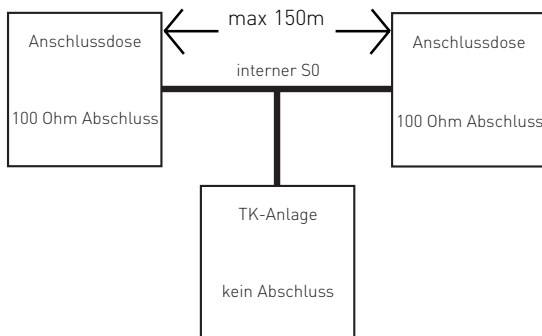 max 150m
Anschlussdose
Anschlussdose
interner S0
100 Ohm Abschluss
100 Ohm Abschluss
TK-Anlage
kein Abschluss